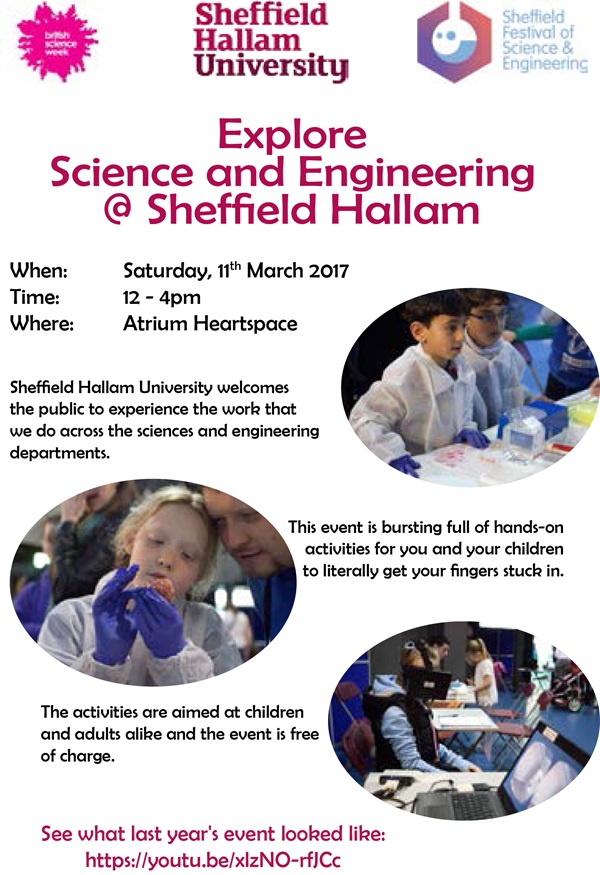 british
science
week
Sheffield
Hallam
University
Sheffield
Festival of
Science &
Engineering
Explore
Science and Engineering
@ Sheffield Hallam
When: Saturday, 11th March 2017
Time: 12 - 4pm
Where: Atrium Heartspace
Sheffield Hallam University welcomes
the public to experience the work that
we do across the sciences and engineering
departments.
This event is bursting full of hands-on
activities for you and your children
to literally get your fingers stuck in.
The activities are aimed at children
and adults alike and the event is free
of charge.
See what last year's event looked like:
https://youtu.be/xlzNO-rfJCc